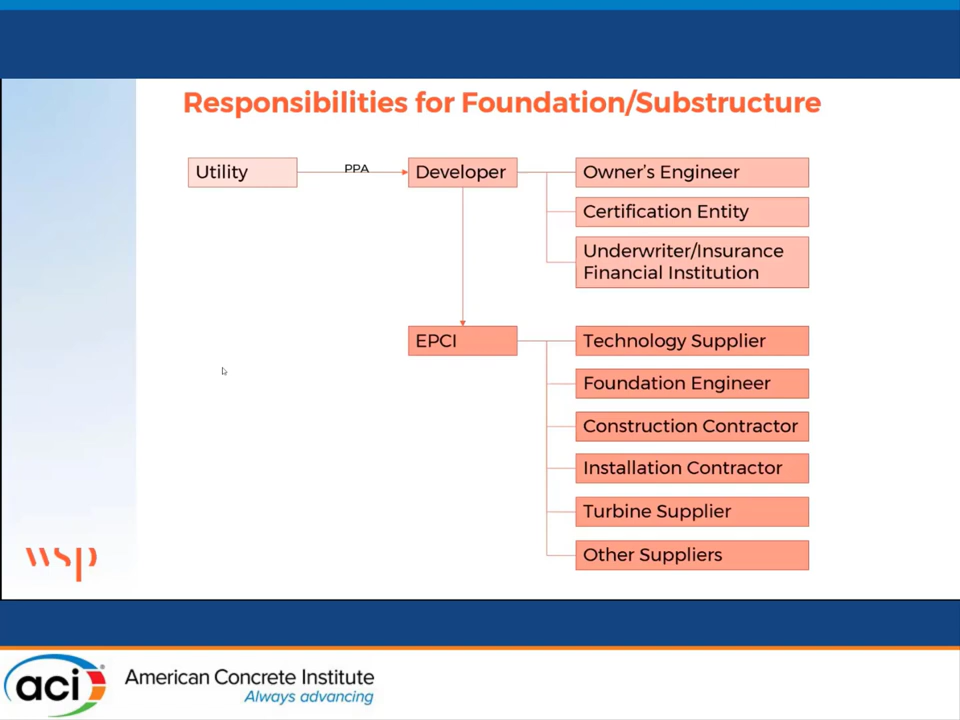 Responsibilities for Foundation/Substructure
Utility
PPA
Developer
Owner's Engineer
Certification Entity
Underwriter/Insurance
Financial Institution
EPCI
Technology Supplier
Foundation Engineer
Construction Contractor
Installation Contractor
Turbine Supplier
Other Suppliers
wsp
aci
American Concrete Institute
Always advancing